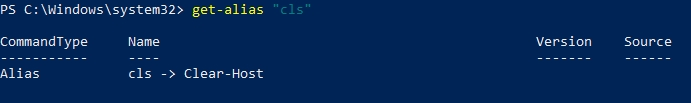 PS C:\Windows\system32> get-alias "cls"
CommandType     Name                                               Version    Source
-----------     ----                                               -------    ------
Alias           cls -> Clear-Host